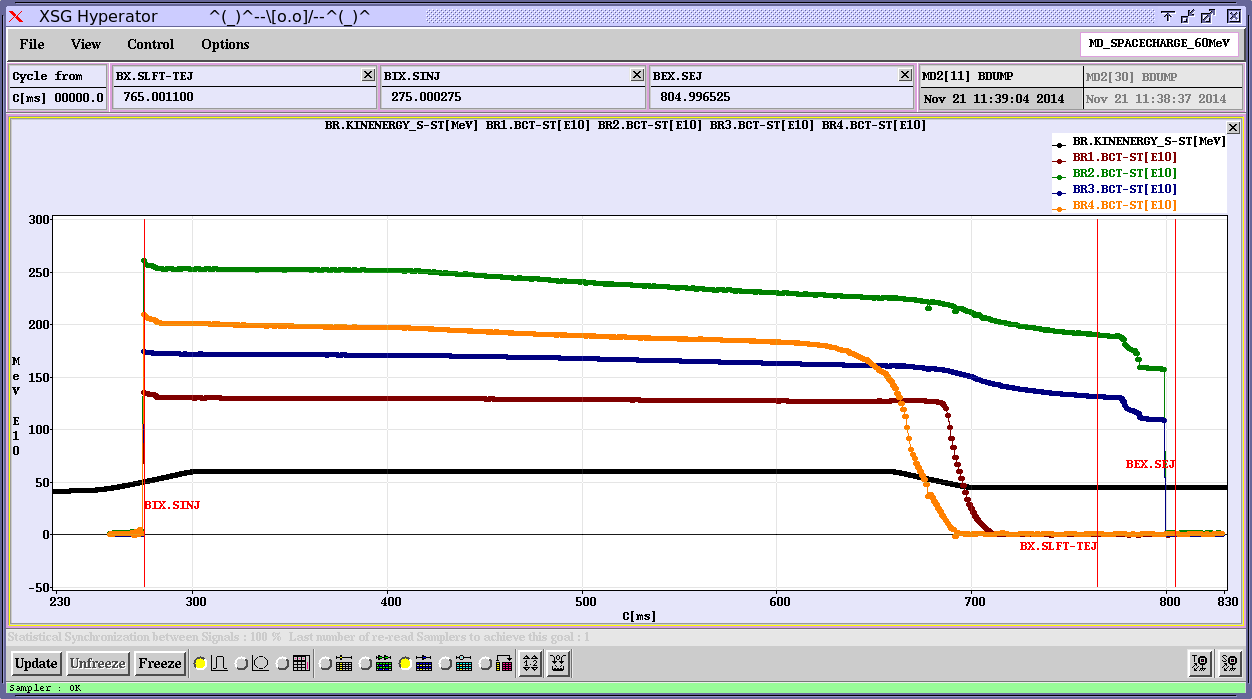 XSG Hyperator ^(_)^--\[o.o]/--^(_)^
File View Control Options MD_SPACECHARGE_60MeV
Cycle from BX.SLFT-TEJ BIX.SINJ BEX.SEJ MD2[11] BDUMP MD2[30] BDUMP
C[ms] 00000.0 765.001100 275.000275 804.996525 Nov 21 11:39:04 2014 Nov 21 11:38:37 2014
BR.KINENERGY_S-ST[MeV] BR1.BCT-ST[E10] BR2.BCT-ST[E10] BR3.BCT-ST[E10] BR4.BCT-ST[E10]
BR.KINENERGY_S-ST[MeV]
BR1.BCT-ST[E10]
BR2.BCT-ST[E10]
BR3.BCT-ST[E10]
BR4.BCT-ST[E10]
300
250
200
150
100
50
0
-50
MeV E10
BIX.SINJ
BEX.SEJ
BX.SLFT-TEJ
230 300 400 500 600 700 800 830
C[ms]
Statistical Synchronization between Signals : 100 % Last number of re-read Samplers to achieve this goal : 1
Update Unfreeze Freeze
Sampler : OK